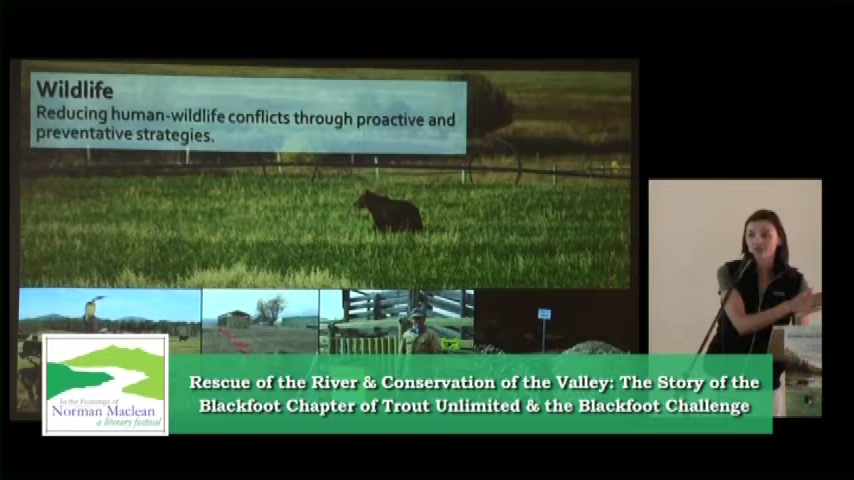 Wildlife
Reducing human-wildlife conflicts through proactive and
preventative strategies.
In the Footsteps of
Norman Maclean
a literary festival
Rescue of the River & Conservation of the Valley: The Story of the
Blackfoot Chapter of Trout Unlimited & the Blackfoot Challenge